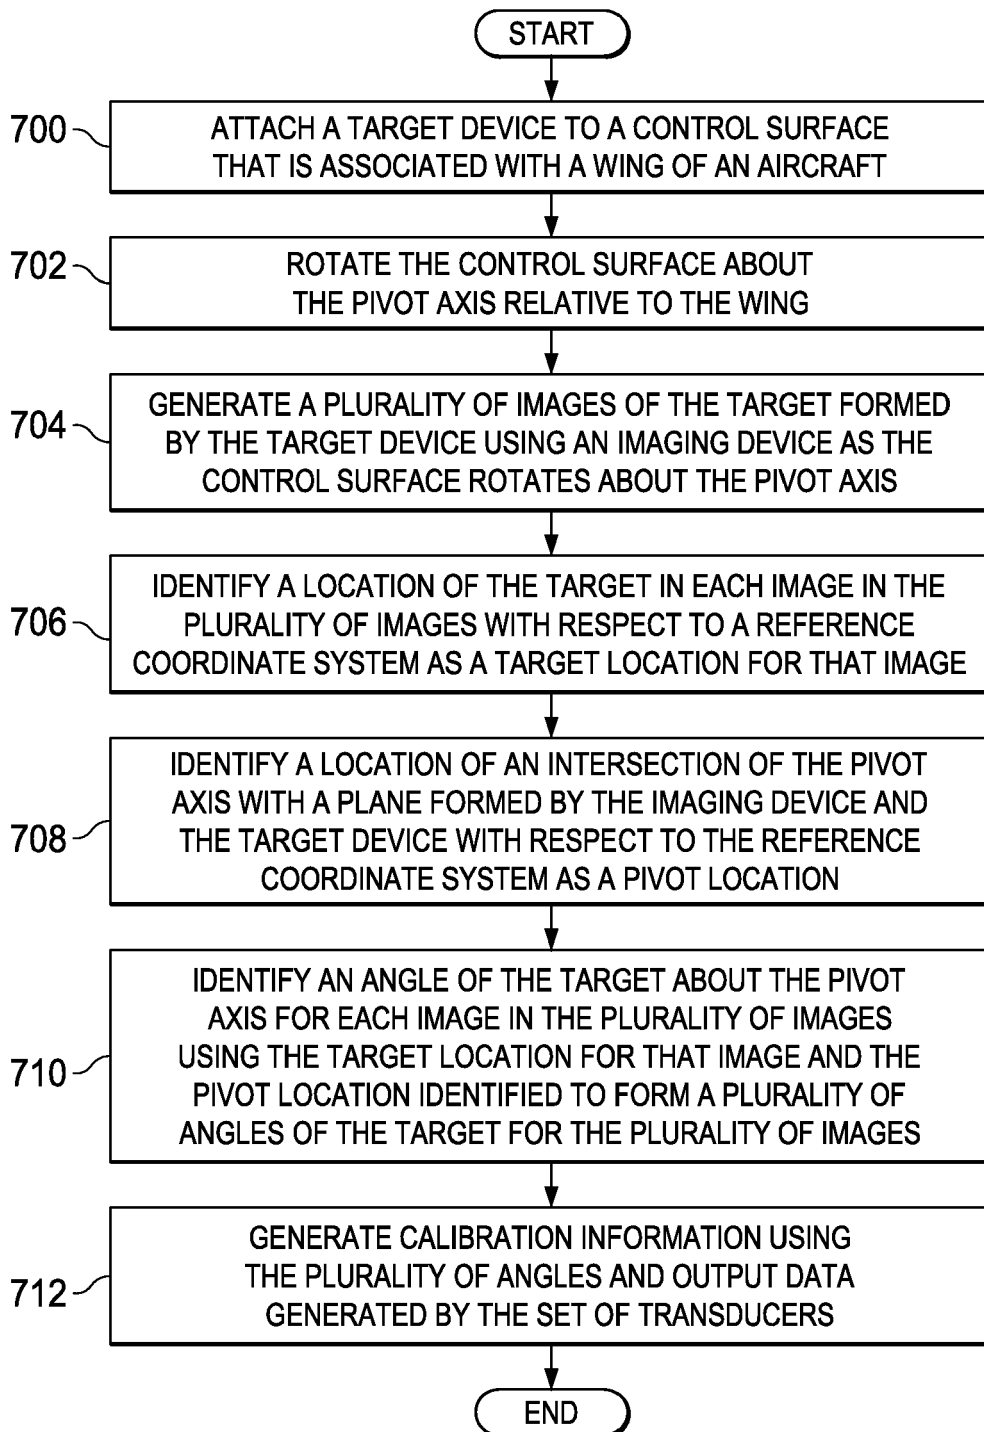 START
700
ATTACH A TARGET DEVICE TO A CONTROL SURFACE
THAT IS ASSOCIATED WITH A WING OF AN AIRCRAFT
702
ROTATE THE CONTROL SURFACE ABOUT
THE PIVOT AXIS RELATIVE TO THE WING
704
GENERATE A PLURALITY OF IMAGES OF THE TARGET FORMED
BY THE TARGET DEVICE USING AN IMAGING DEVICE AS THE
CONTROL SURFACE ROTATES ABOUT THE PIVOT AXIS
706
IDENTIFY A LOCATION OF THE TARGET IN EACH IMAGE IN THE
PLURALITY OF IMAGES WITH RESPECT TO A REFERENCE
COORDINATE SYSTEM AS A TARGET LOCATION FOR THAT IMAGE
708
IDENTIFY A LOCATION OF AN INTERSECTION OF THE PIVOT
AXIS WITH A PLANE FORMED BY THE IMAGING DEVICE AND
THE TARGET DEVICE WITH RESPECT TO THE REFERENCE
COORDINATE SYSTEM AS A PIVOT LOCATION
710
IDENTIFY AN ANGLE OF THE TARGET ABOUT THE PIVOT
AXIS FOR EACH IMAGE IN THE PLURALITY OF IMAGES
USING THE TARGET LOCATION FOR THAT IMAGE AND THE
PIVOT LOCATION IDENTIFIED TO FORM A PLURALITY OF
ANGLES OF THE TARGET FOR THE PLURALITY OF IMAGES
712
GENERATE CALIBRATION INFORMATION USING
THE PLURALITY OF ANGLES AND OUTPUT DATA
GENERATED BY THE SET OF TRANSDUCERS
END